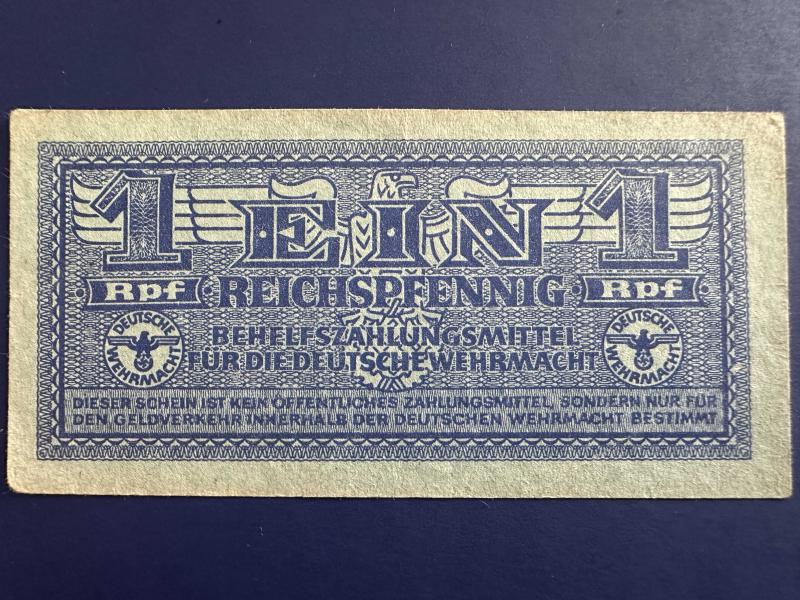 1 EIN 1
Rpf REICHSPFENNIG Rpf
BEHELFSZAHLUNGSMITTEL
FÜR DIE DEUTSCHE WEHRMACHT
DEUTSCHE WEHRMACHT
DEUTSCHE WEHRMACHT
DIESER SCHEIN IST KEIN ÖFFENTLICHES ZAHLUNGSMITTEL, SONDERN NUR FÜR
DEN GELDVERKEHR INNERHALB DER DEUTSCHEN WEHRMACHT BESTIMMT